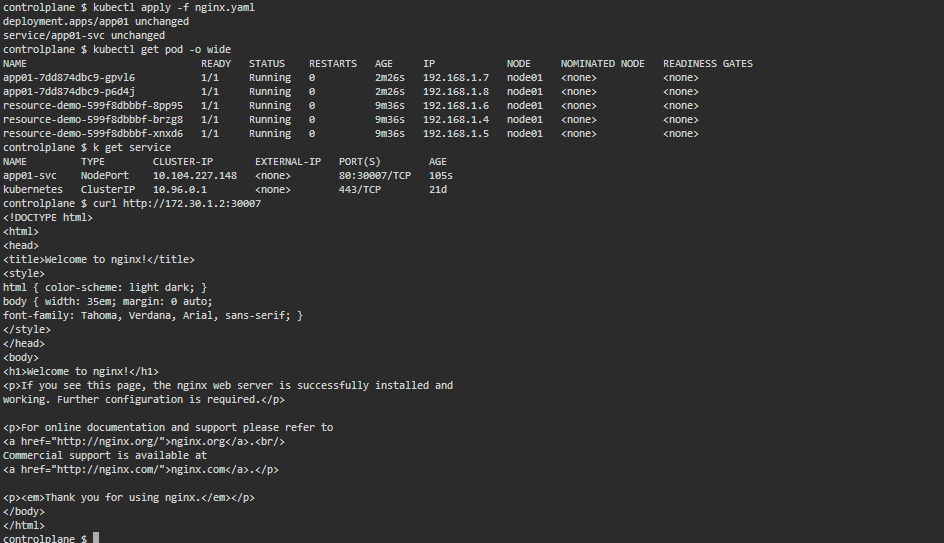 controlplane $ kubectl apply -f nginx.yaml
deployment.apps/app01 unchanged
service/app01-svc unchanged
controlplane $ kubectl get pod -o wide
NAME READY STATUS RESTARTS AGE IP NODE NOMINATED NODE READINESS GATES
app01-7dd874dbc9-gpvl6 1/1 Running 0 2m26s 192.168.1.7 node01 <none> <none>
app01-7dd874dbc9-p6d4j 1/1 Running 0 2m26s 192.168.1.8 node01 <none> <none>
resource-demo-599f8dbbbf-8pp95 1/1 Running 0 9m36s 192.168.1.6 node01 <none> <none>
resource-demo-599f8dbbbf-brzg8 1/1 Running 0 9m36s 192.168.1.4 node01 <none> <none>
resource-demo-599f8dbbbf-xnxd6 1/1 Running 0 9m36s 192.168.1.5 node01 <none> <none>
controlplane $ k get service
NAME TYPE CLUSTER-IP EXTERNAL-IP PORT(S) AGE
app01-svc NodePort 10.104.227.148 <none> 80:30007/TCP 105s
kubernetes ClusterIP 10.96.0.1 <none> 443/TCP 21d
controlplane $ curl http://172.30.1.2:30007
<!DOCTYPE html>
<html>
<head>
<title>Welcome to nginx!</title>
<style>
html { color-scheme: light dark; }
body { width: 35em; margin: 0 auto;
font-family: Tahoma, Verdana, Arial, sans-serif; }
</style>
</head>
<body>
<h1>Welcome to nginx!</h1>
<p>If you see this page, the nginx web server is successfully installed and
working. Further configuration is required.</p>

<p>For online documentation and support please refer to
<a href="http://nginx.org/">nginx.org</a>.<br/>
Commercial support is available at
<a href="http://nginx.com/">nginx.com</a>.</p>

<p><em>Thank you for using nginx.</em></p>
</body>
</html>
controlplane $